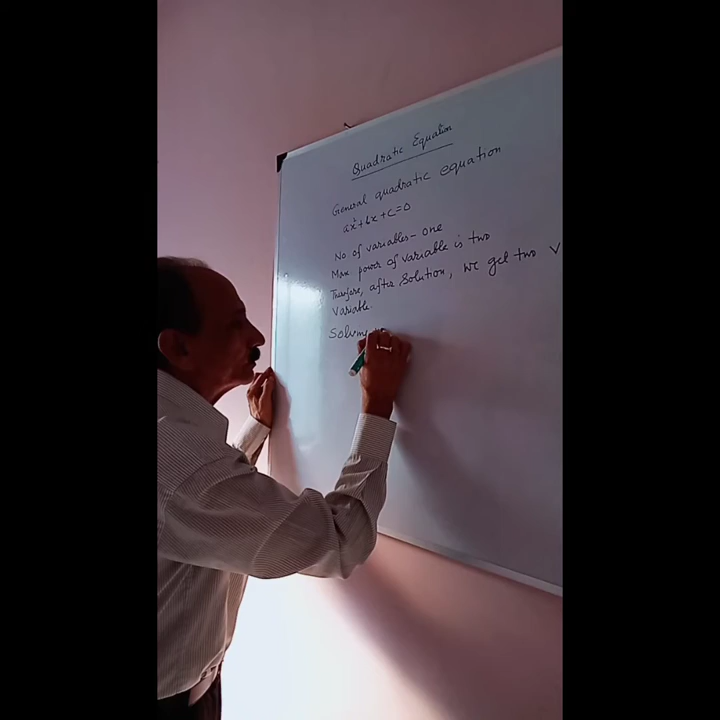 Quadratic Equation
General quadratic equation
ax²+bx+c=0
No of variables- one
Max power of variable is two
Therefore, after solution, we get two V
Variable.
Solving